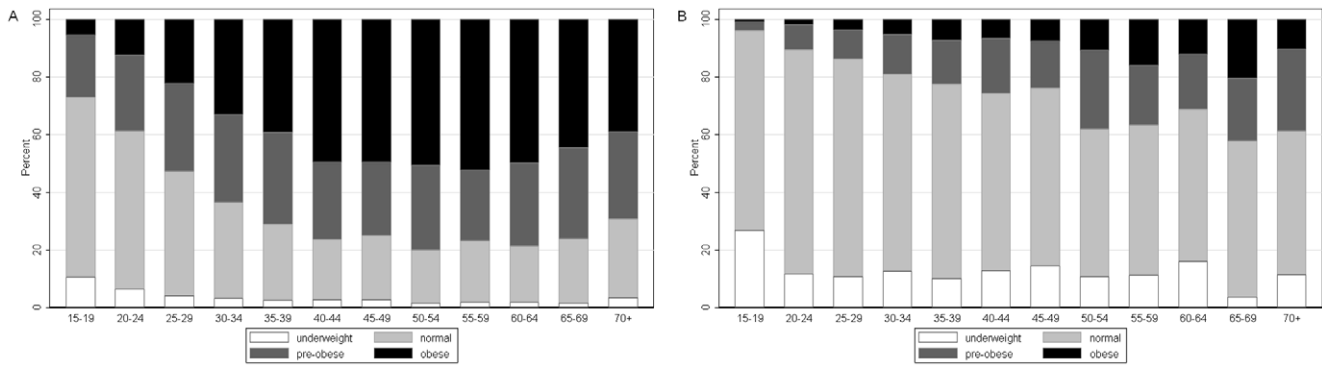 A
Percent
0 20 40 60 80 100
15-19 20-24 25-29 30-34 35-39 40-44 45-49 50-54 55-59 60-64 65-69 70+
underweight normal
pre-obese obese
B
Percent
0 20 40 60 80 100
15-19 20-24 25-29 30-34 35-39 40-44 45-49 50-54 55-59 60-64 65-69 70+
underweight normal
pre-obese obese